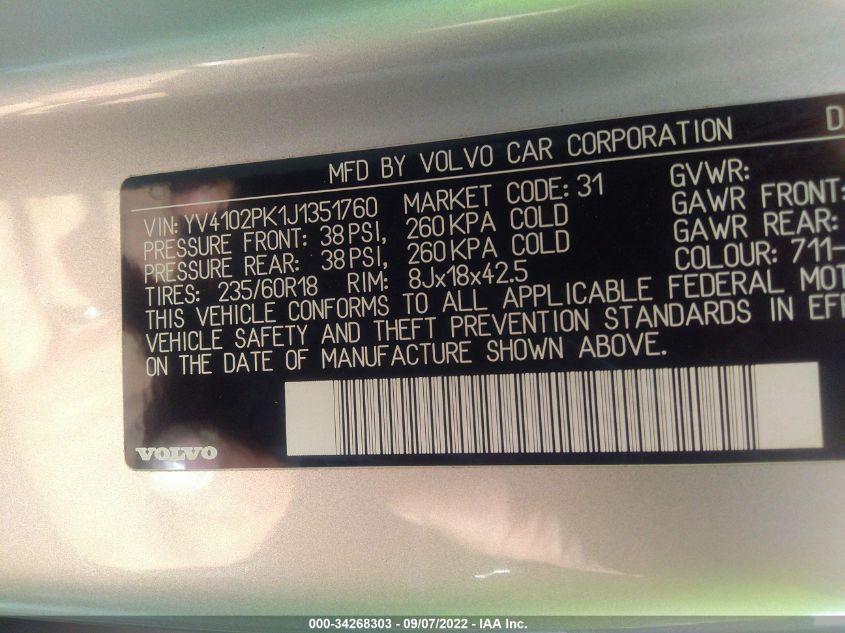 MFD BY VOLVO CAR CORPORATION
VIN: YV4102PK1J1351760 MARKET CODE: 31 GVWR:
PRESSURE FRONT: 38 PSI, 260 KPA COLD GAWR FRONT:
PRESSURE REAR: 38 PSI, 260 KPA COLD GAWR REAR:
TIRES: 235/60R18 RIM: 8Jx18x42.5 COLOUR: 711-
THIS VEHICLE CONFORMS TO ALL APPLICABLE FEDERAL MOT
VEHICLE SAFETY AND THEFT PREVENTION STANDARDS IN EFF
ON THE DATE OF MANUFACTURE SHOWN ABOVE.
VOLVO
000-34268303 - 09/07/2022 - IAA Inc.